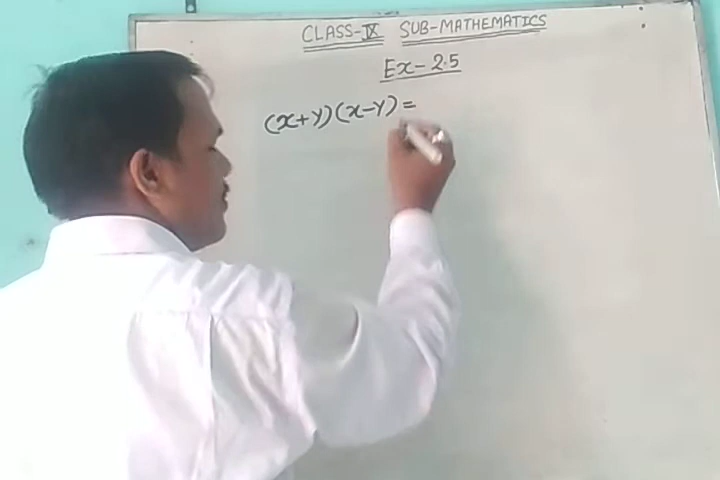 CLASS-IX SUB-MATHEMATICS
Ex-2.5
(x+y)(x-y)=